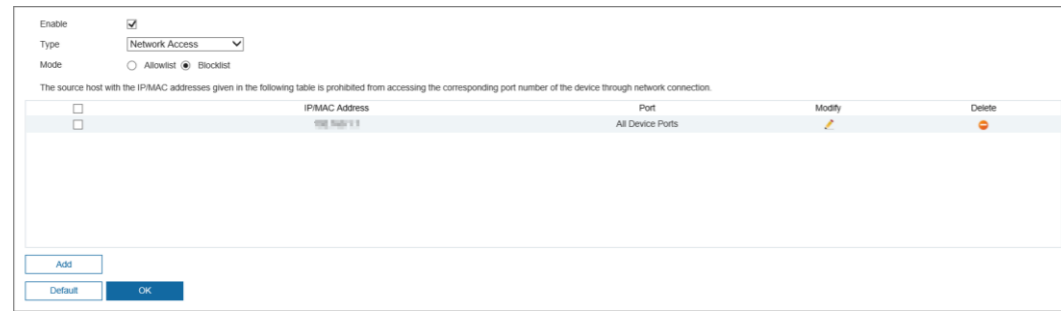 Enable
Type Network Access
Mode Allowlist Blocklist
The source host with the IP/MAC addresses given in the following table is prohibited from accessing the corresponding port number of the device through network connection.
IP/MAC Address Port Modify Delete
All Device Ports
Add
Default OK